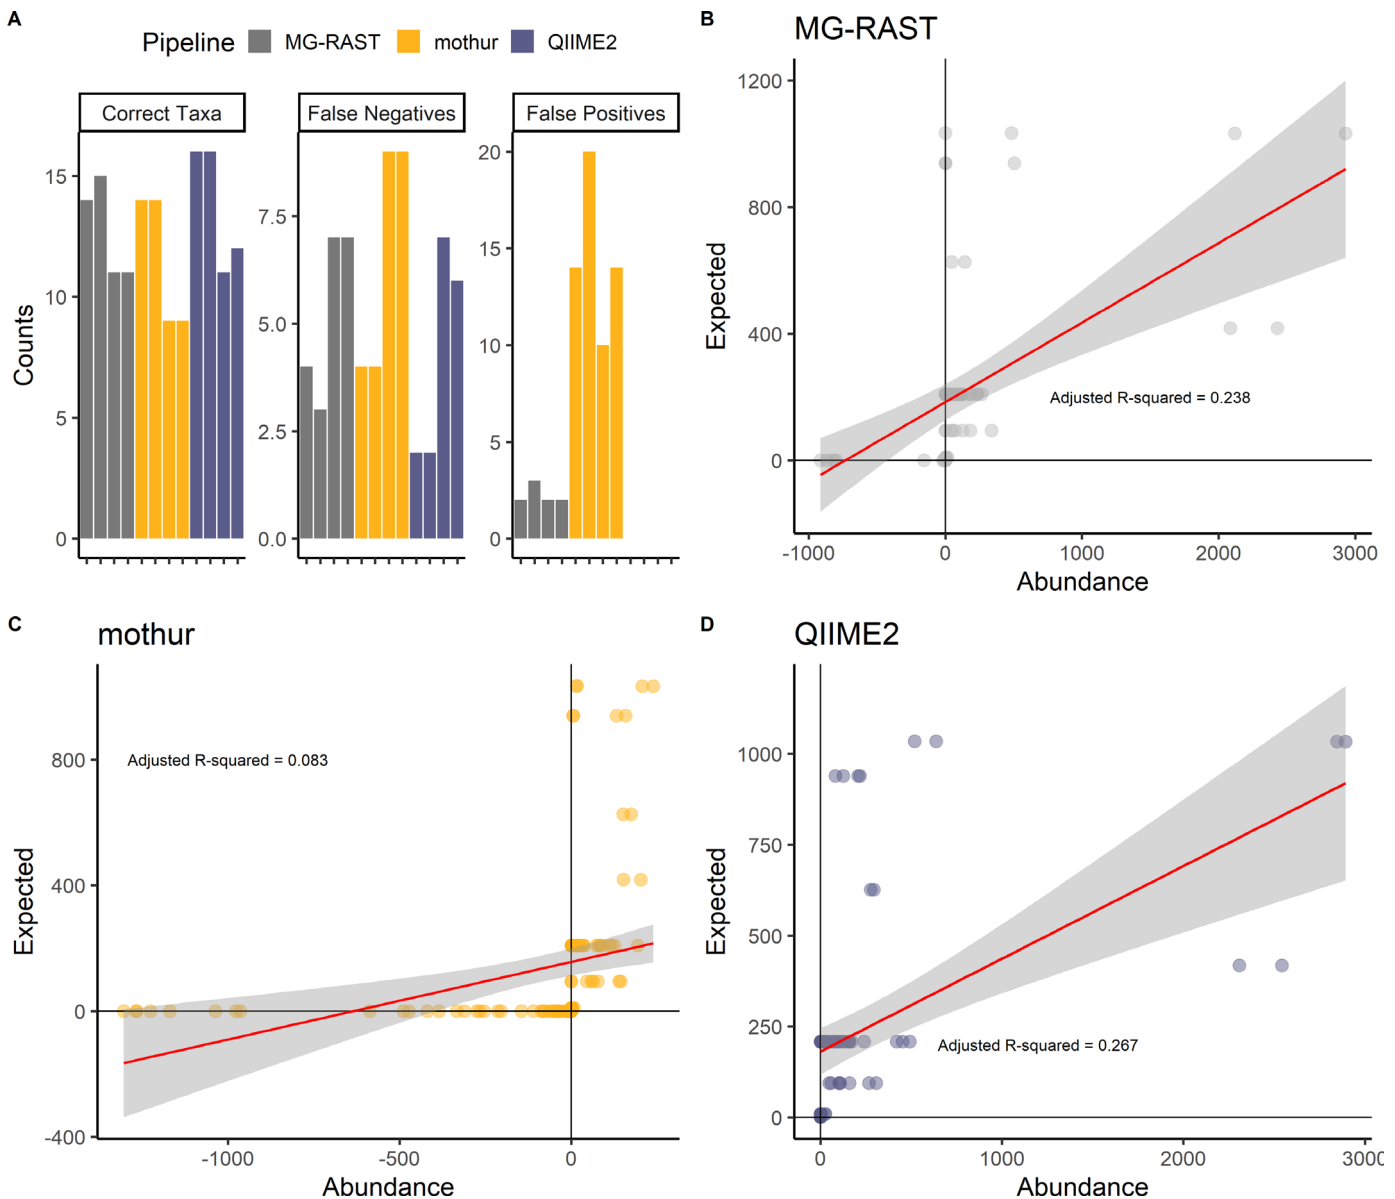 A
Pipeline MG-RAST mothur QIIME2
Correct Taxa
False Negatives
False Positives
Counts
15
10
5
0
7.5
5.0
2.5
0.0
20
15
10
5
0
B
MG-RAST
Expected
1200
800
400
0
Adjusted R-squared = 0.238
-1000 0 1000 2000 3000
Abundance
C
mothur
Expected
800
400
0
-400
Adjusted R-squared = 0.083
-1000 -500 0
Abundance
D
QIIME2
Expected
1000
750
500
250
0
Adjusted R-squared = 0.267
0 1000 2000 3000
Abundance